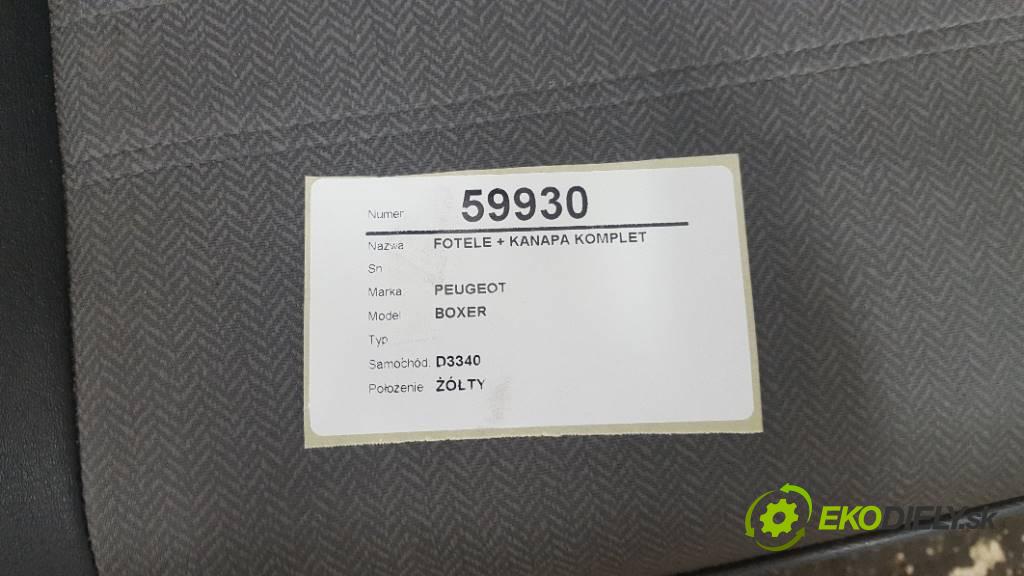 Numer 59930
Nazwa FOTELE + KANAPA KOMPLET
Sn
Marka PEUGEOT
Model BOXER
Typ
Samochód. D3340
Położenie ŻÓŁTY
EKODIELY.SK